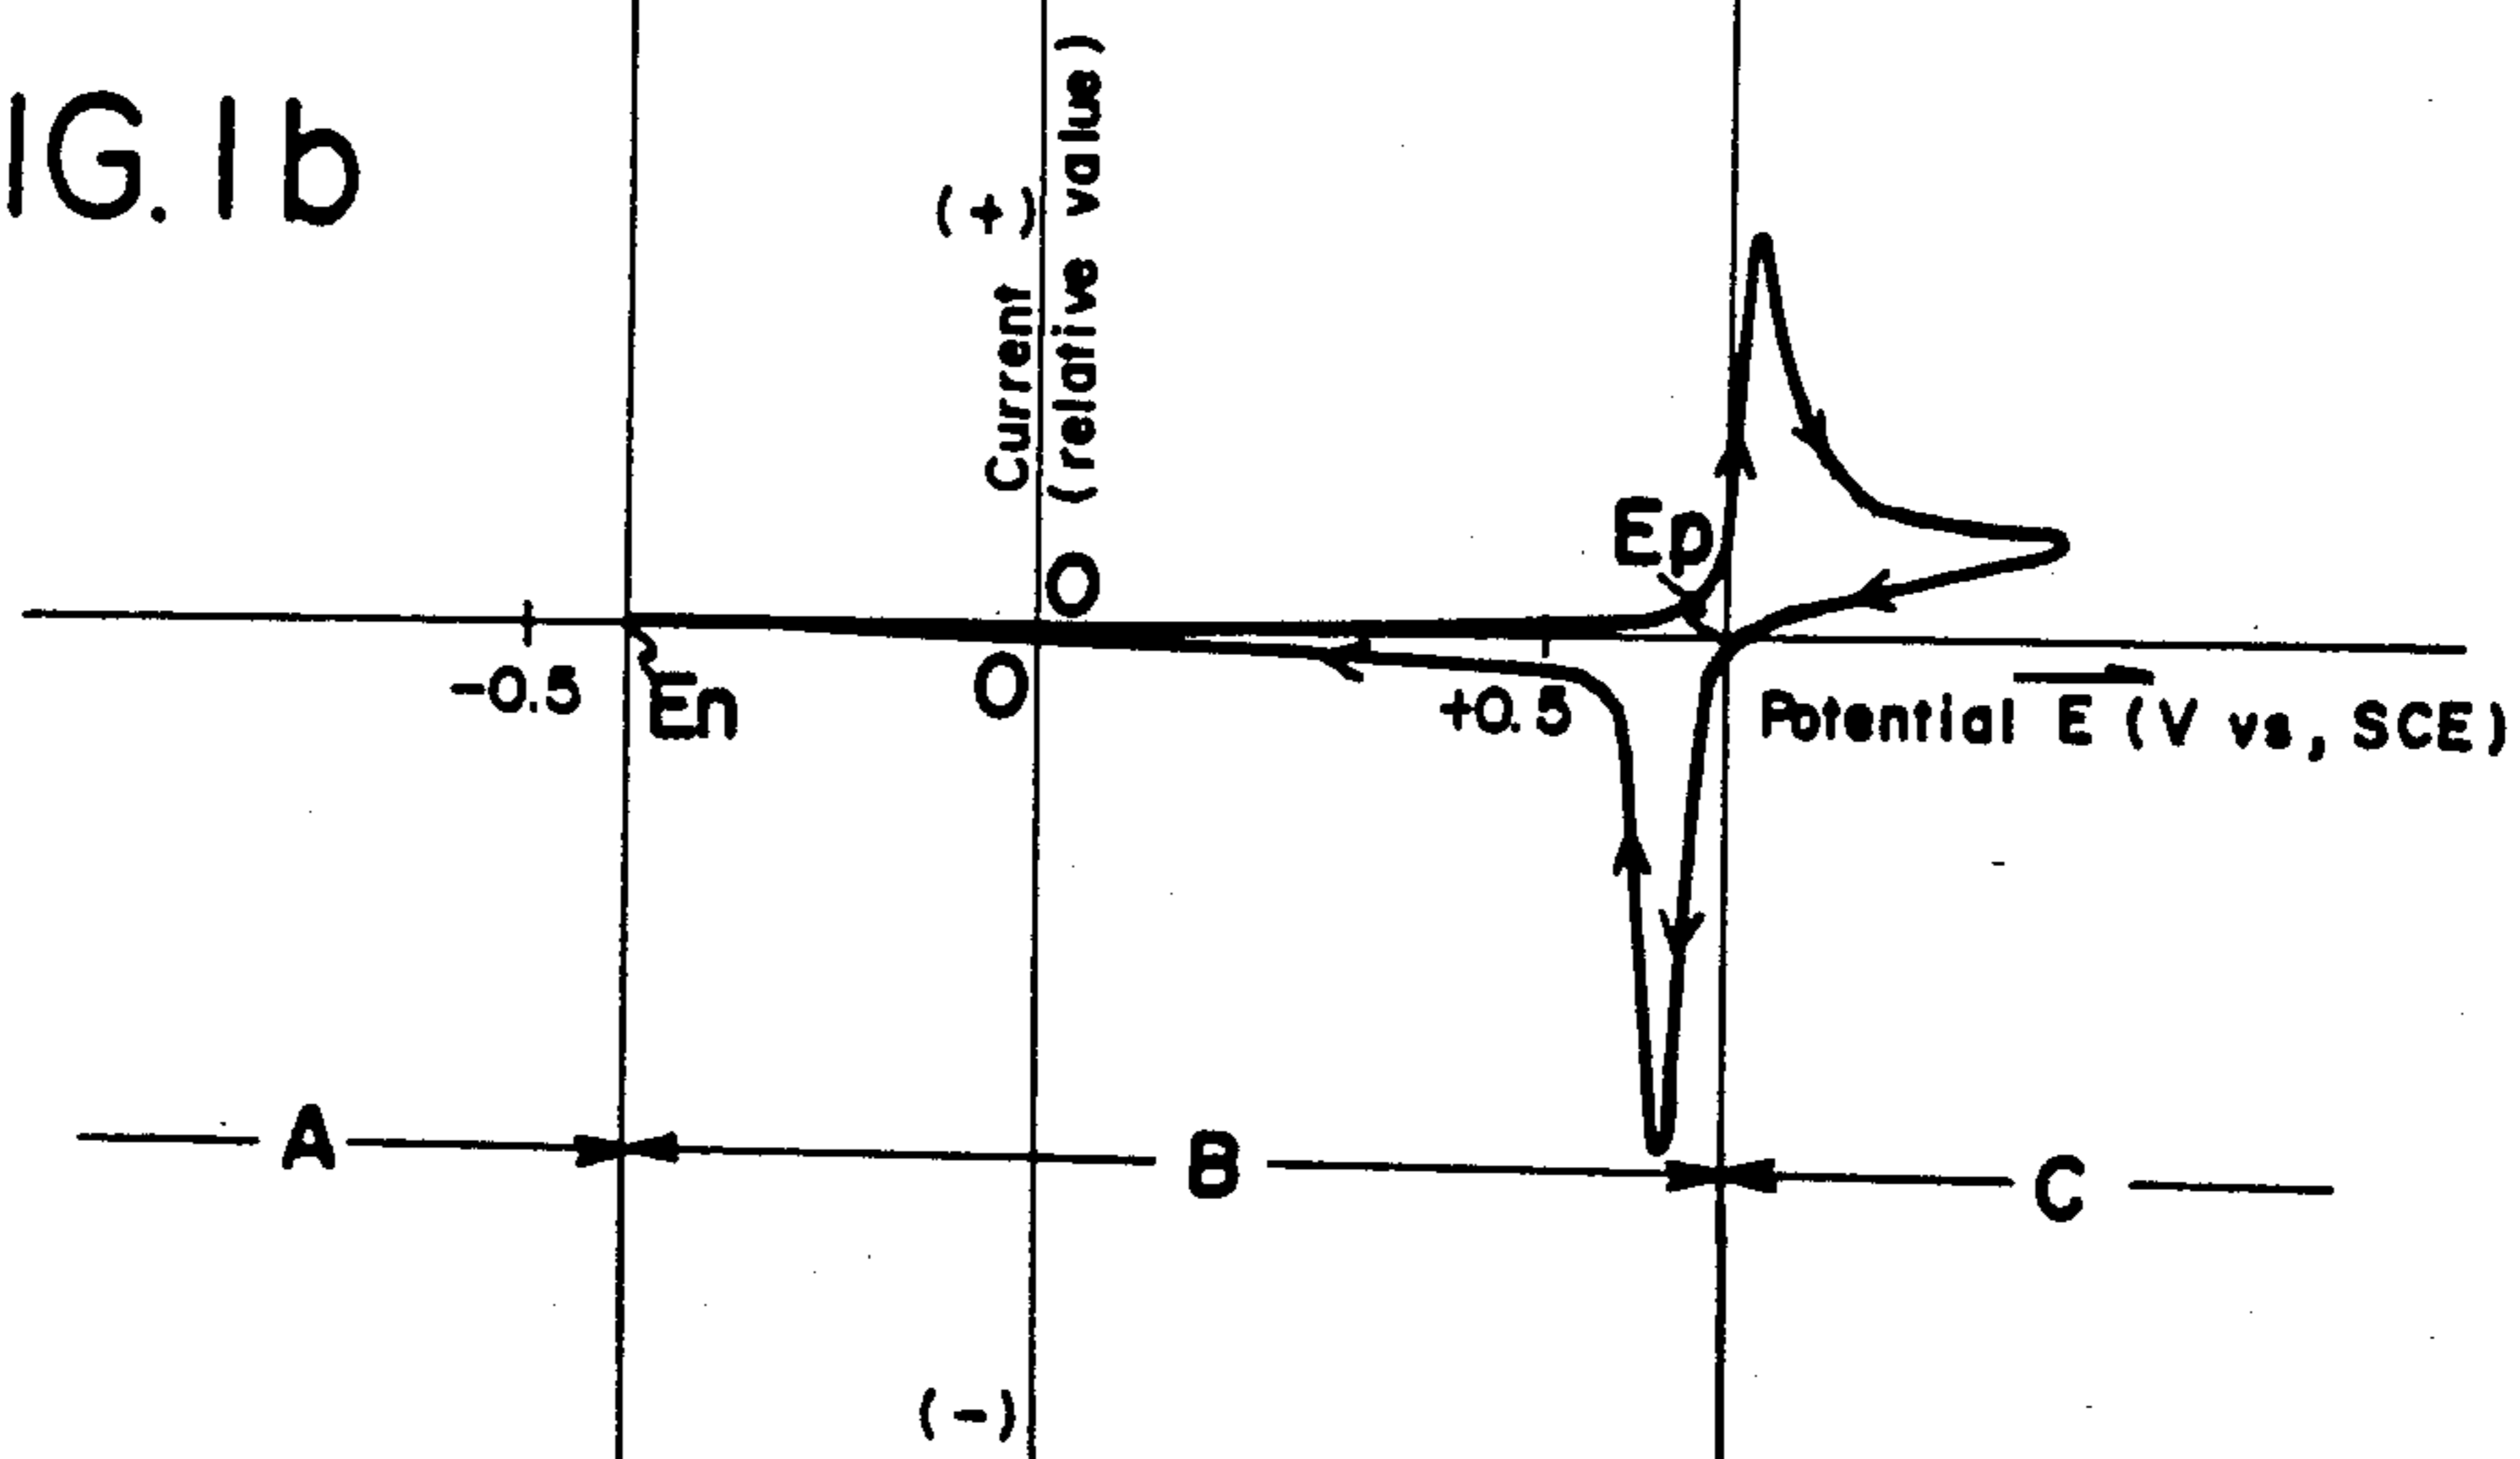 IG. 1b
(+)
Current
(relative value)
O
Ep
-0.5
En
O
+0.5
Potential E (V vs, SCE)
A
B
C
(-)